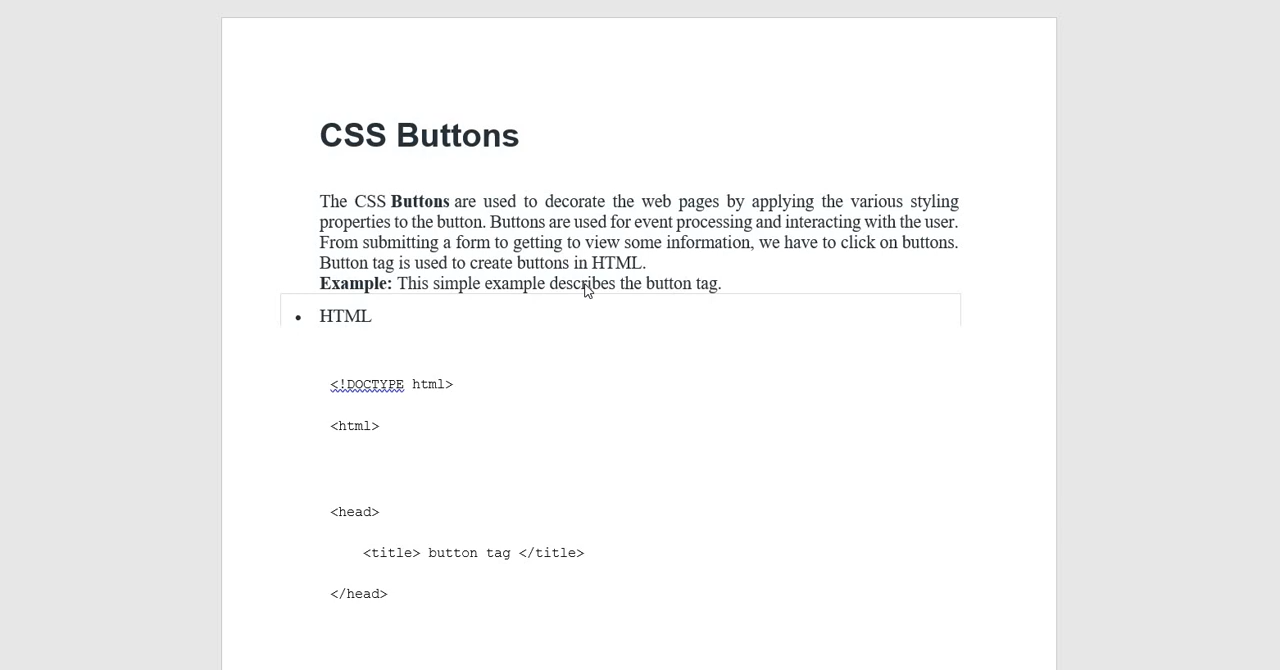 CSS Buttons
The CSS Buttons are used to decorate the web pages by applying the various styling
properties to the button. Buttons are used for event processing and interacting with the user.
From submitting a form to getting to view some information, we have to click on buttons.
Button tag is used to create buttons in HTML.
Example: This simple example describes the button tag.
• HTML
<!DOCTYPE html>
<html>
<head>
<title> button tag </title>
</head>